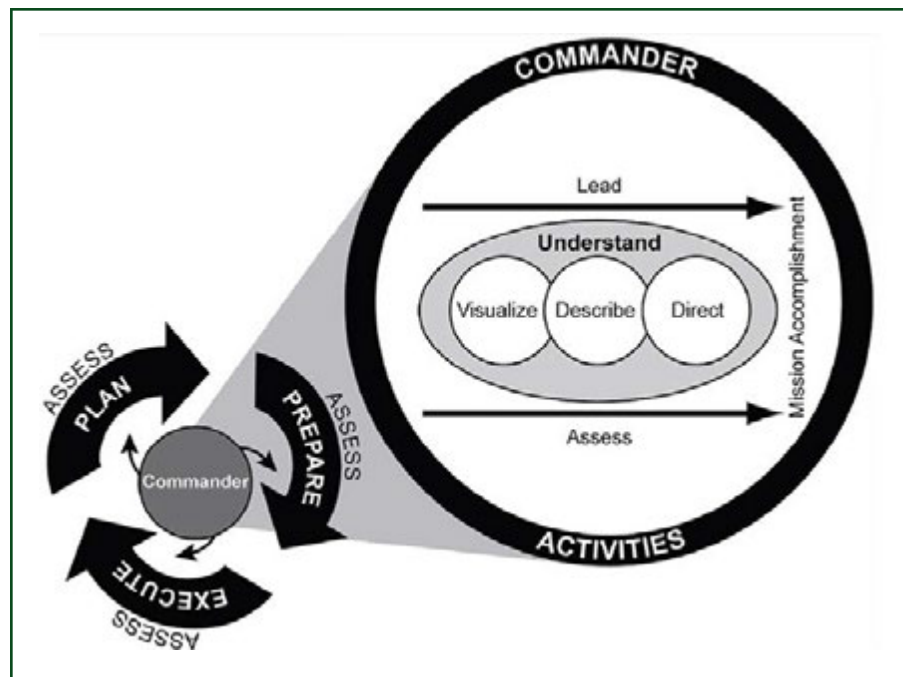 COMMANDER
Lead
Understand
Visualize
Describe
Direct
Mission Accomplishment
Assess
ACTIVITIES
ASSESS
PLAN
ASSESS
PREPARE
Commander
EXECUTE
ASSESS